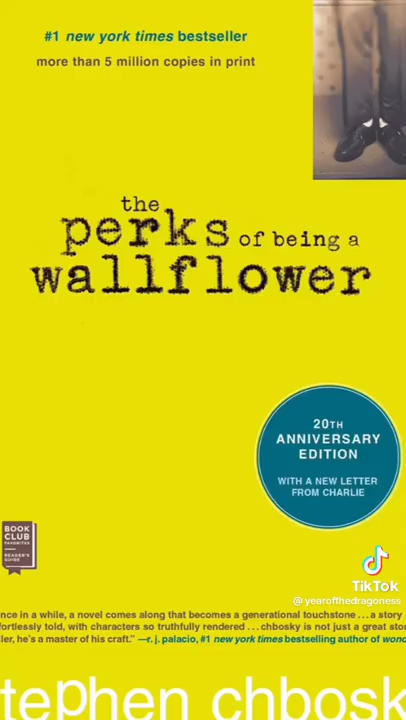 #1 new york times bestseller
more than 5 million copies in print
the
perks of being a
wallflower
20TH
ANNIVERSARY
EDITION
WITH A NEW LETTER
FROM CHARLIE
BOOK
CLUB
FAVORITES
READER'S
GUIDE
TikTok
@yearofthedragoness
nce in a while, a novel comes along that becomes a generational touchstone . . . a story
fortlessly told, with characters so truthfully rendered . . . chbosky is not just a great sto
ller, he's a master of his craft." —r. j. palacio, #1 new york times bestselling author of wond
tephen chbosk